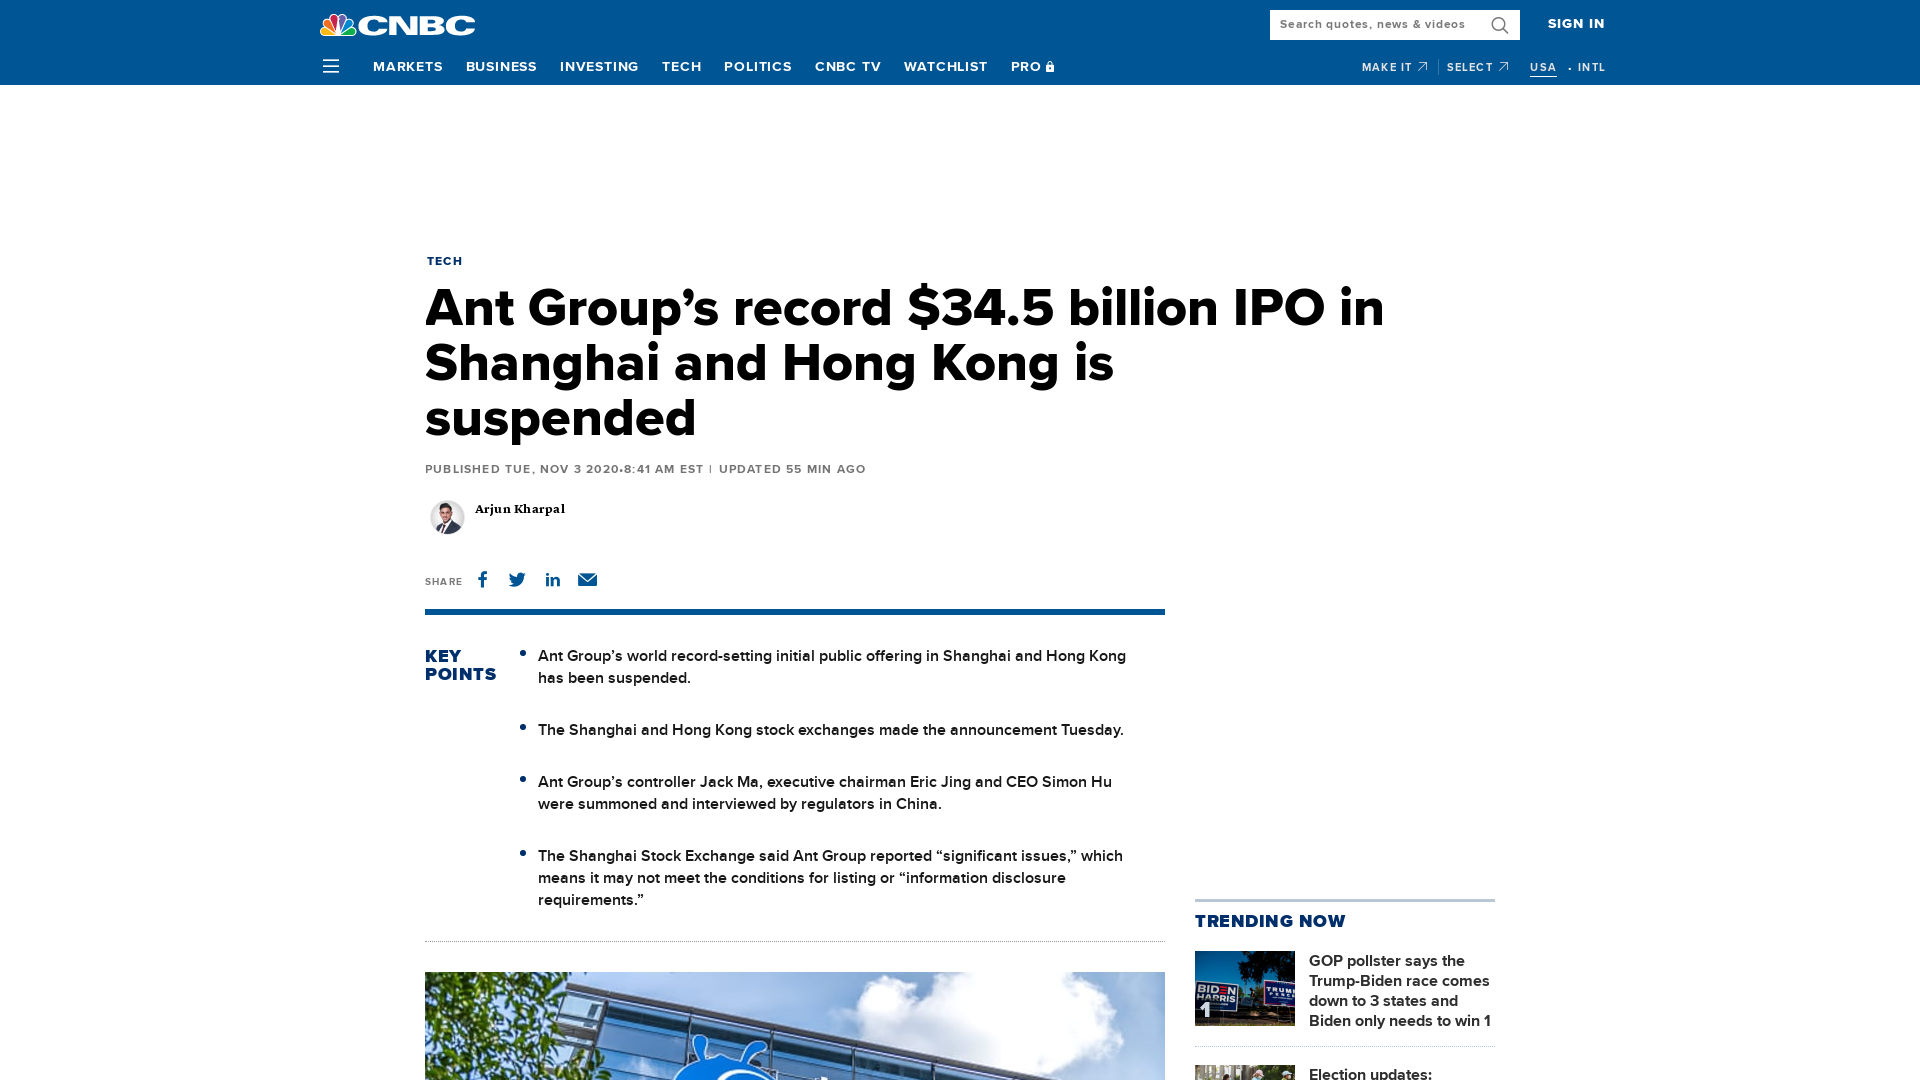 CNBC
Search quotes, news & videos
SIGN IN
MARKETS BUSINESS INVESTING TECH POLITICS CNBC TV WATCHLIST PRO
MAKE IT SELECT USA • INTL
TECH
Ant Group’s record $34.5 billion IPO in
Shanghai and Hong Kong is
suspended
PUBLISHED TUE, NOV 3 2020•8:41 AM EST | UPDATED 55 MIN AGO
Arjun Kharpal
SHARE
KEY
POINTS
Ant Group’s world record-setting initial public offering in Shanghai and Hong Kong
has been suspended.
The Shanghai and Hong Kong stock exchanges made the announcement Tuesday.
Ant Group’s controller Jack Ma, executive chairman Eric Jing and CEO Simon Hu
were summoned and interviewed by regulators in China.
The Shanghai Stock Exchange said Ant Group reported “significant issues,” which
means it may not meet the conditions for listing or “information disclosure
requirements.”
TRENDING NOW
BIDEN
HARRIS
TRUMP
1
GOP pollster says the
Trump-Biden race comes
down to 3 states and
Biden only needs to win 1
Election updates: